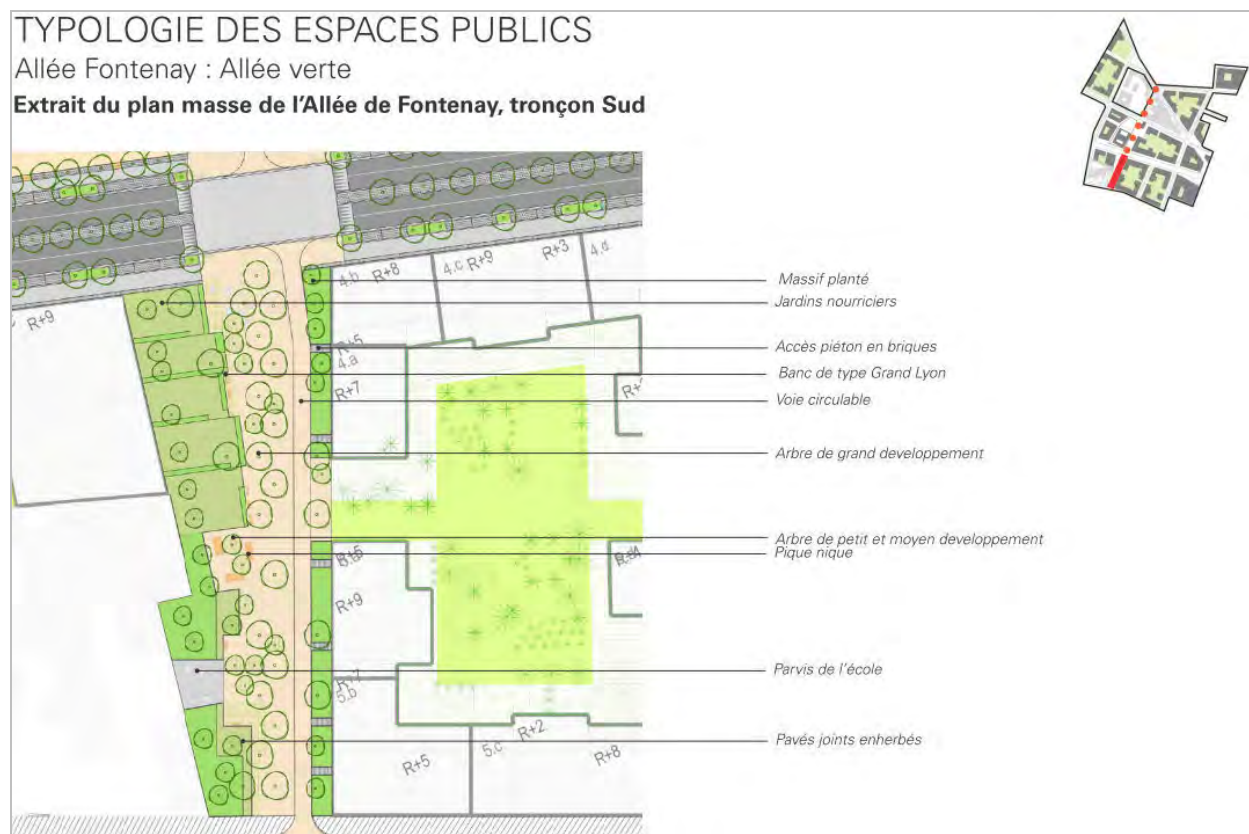 TYPOLOGIE DES ESPACES PUBLICS
Allée Fontenay : Allée verte
Extrait du plan masse de l'Allée de Fontenay, tronçon Sud
R+9
4.b
R+8
4.c
R+9
R+3
4.d
R+5
4.a
R+7
R+5
R+9
R+7
5.b
R+5
5.c
R+2
R+8
Massif planté
Jardins nourriciers
Accès piéton en briques
Banc de type Grand Lyon
Voie circulable
Arbre de grand developpement
Arbre de petit et moyen developpement
Pique nique
Parvis de l'école
Pavés joints enherbés